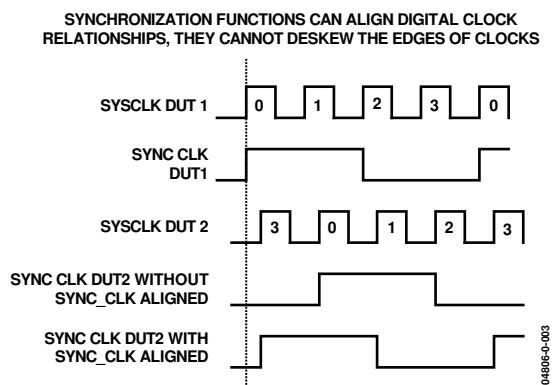 SYNCHRONIZATION FUNCTIONS CAN ALIGN DIGITAL CLOCK
RELATIONSHIPS, THEY CANNOT DESKEW THE EDGES OF CLOCKS
SYSCLK DUT 1
0 1 2 3 0
SYNC CLK
DUT1
SYSCLK DUT 2
3 0 1 2 3
SYNC CLK DUT2 WITHOUT
SYNC_CLK ALIGNED
SYNC CLK DUT2 WITH
SYNC_CLK ALIGNED
04806-0-003